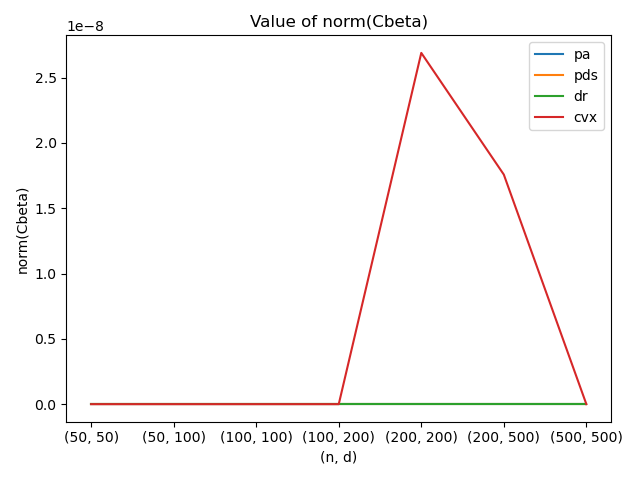 Value of norm(Cbeta)
1e−8
pa
pds
dr
cvx
2.5
2.0
1.5
1.0
0.5
0.0
norm(Cbeta)
(50, 50) (50, 100) (100, 100) (100, 200) (200, 200) (200, 500) (500, 500)
(n, d)